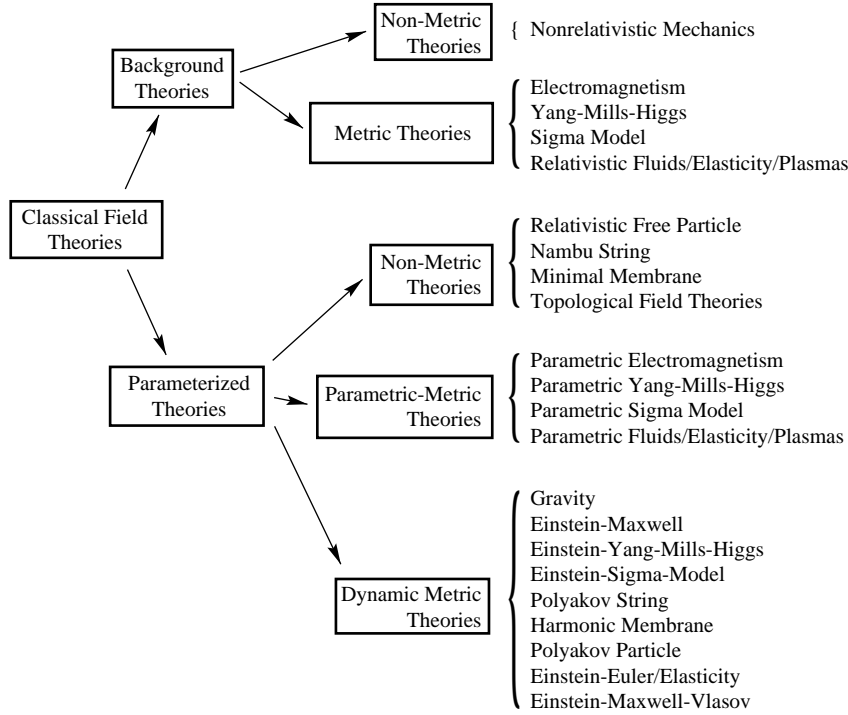 Classical Field
Theories
Background
Theories
Non-Metric
Theories
{ Nonrelativistic Mechanics
Metric Theories
Electromagnetism
Yang-Mills-Higgs
Sigma Model
Relativistic Fluids/Elasticity/Plasmas
Parameterized
Theories
Non-Metric
Theories
Relativistic Free Particle
Nambu String
Minimal Membrane
Topological Field Theories
Parametric-Metric
Theories
Parametric Electromagnetism
Parametric Yang-Mills-Higgs
Parametric Sigma Model
Parametric Fluids/Elasticity/Plasmas
Dynamic Metric
Theories
Gravity
Einstein-Maxwell
Einstein-Yang-Mills-Higgs
Einstein-Sigma-Model
Polyakov String
Harmonic Membrane
Polyakov Particle
Einstein-Euler/Elasticity
Einstein-Maxwell-Vlasov